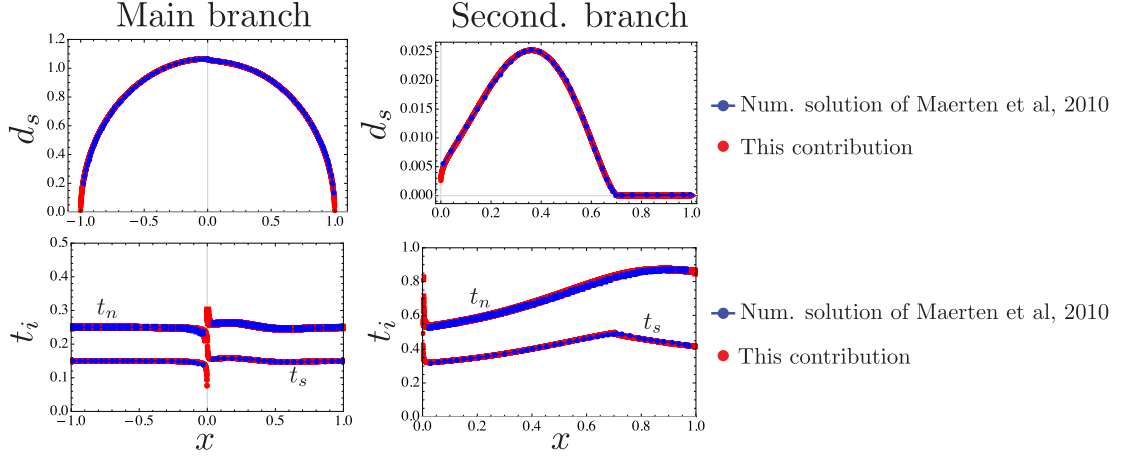 Main branch
Second. branch
d_s
1.2
1.0
0.8
0.6
0.4
0.2
0.0
−1.0 −0.5 0.0 0.5 1.0
d_s
0.025
0.020
0.015
0.010
0.005
0.000
0.0 0.2 0.4 0.6 0.8 1.0
Num. solution of Maerten et al, 2010
This contribution
t_i
0.5
0.4
0.3
0.2
0.1
0.0
t_n
t_s
−1.0 −0.5 0.0 0.5 1.0
x
t_i
1.0
0.8
0.6
0.4
0.2
0.0
t_n
t_s
0.0 0.2 0.4 0.6 0.8 1.0
x
Num. solution of Maerten et al, 2010
This contribution